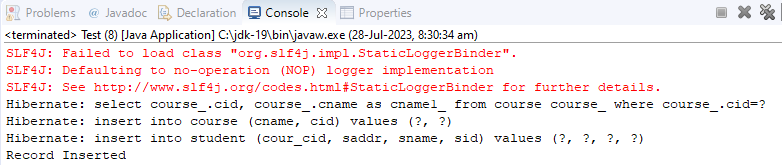 Problems @ Javadoc Declaration Console Properties
<terminated> Test (8) [Java Application] C:\jdk-19\bin\javaw.exe (28-Jul-2023, 8:30:34 am)
SLF4J: Failed to load class "org.slf4j.impl.StaticLoggerBinder".
SLF4J: Defaulting to no-operation (NOP) logger implementation
SLF4J: See http://www.slf4j.org/codes.html#StaticLoggerBinder for further details.
Hibernate: select course_.cid, course_.cname as cname1_ from course course_ where course_.cid=?
Hibernate: insert into course (cname, cid) values (?, ?)
Hibernate: insert into student (cour_cid, saddr, sname, sid) values (?, ?, ?, ?)
Record Inserted